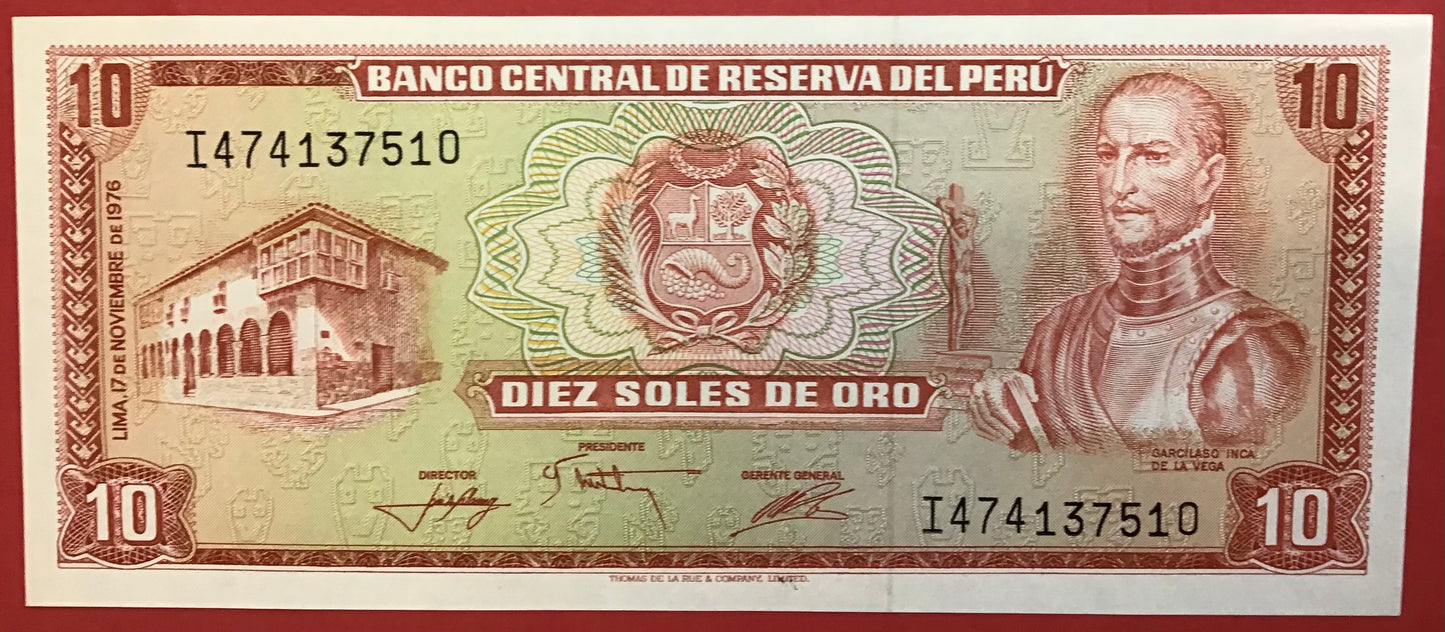 10
BANCO CENTRAL DE RESERVA DEL PERÚ
10
I474137510
LIMA, 17 DE NOVIEMBRE DE 1976
DIEZ SOLES DE ORO
GARCILASO INCA
DE LA VEGA
PRESIDENTE
DIRECTOR
GERENTE GENERAL
10
I474137510
10
THOMAS DE LA RUE & COMPANY, LIMITED.